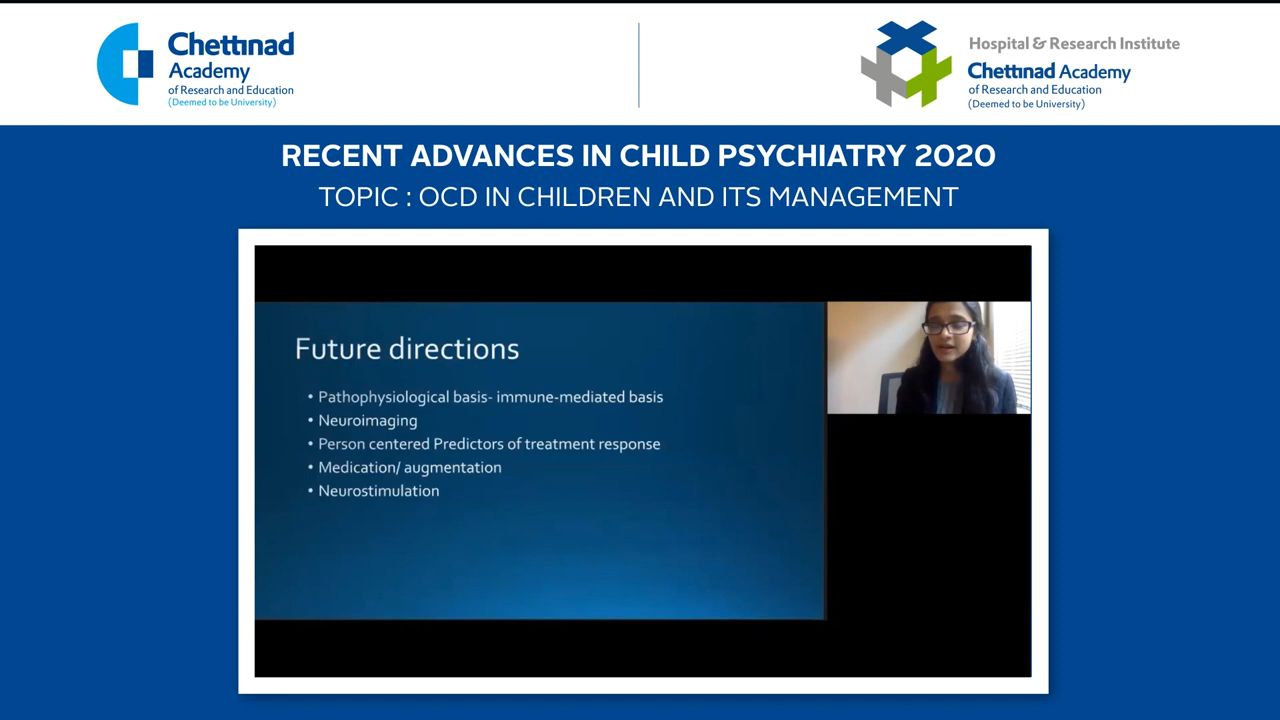 Chettinad
Academy
of Research and Education
(Deemed to be University)
Hospital & Research Institute
Chettinad Academy
of Research and Education
(Deemed to be University)
RECENT ADVANCES IN CHILD PSYCHIATRY 2020
TOPIC : OCD IN CHILDREN AND ITS MANAGEMENT
Future directions
• Pathophysiological basis- immune-mediated basis
• Neuroimaging
• Person centered Predictors of treatment response
• Medication/ augmentation
• Neurostimulation